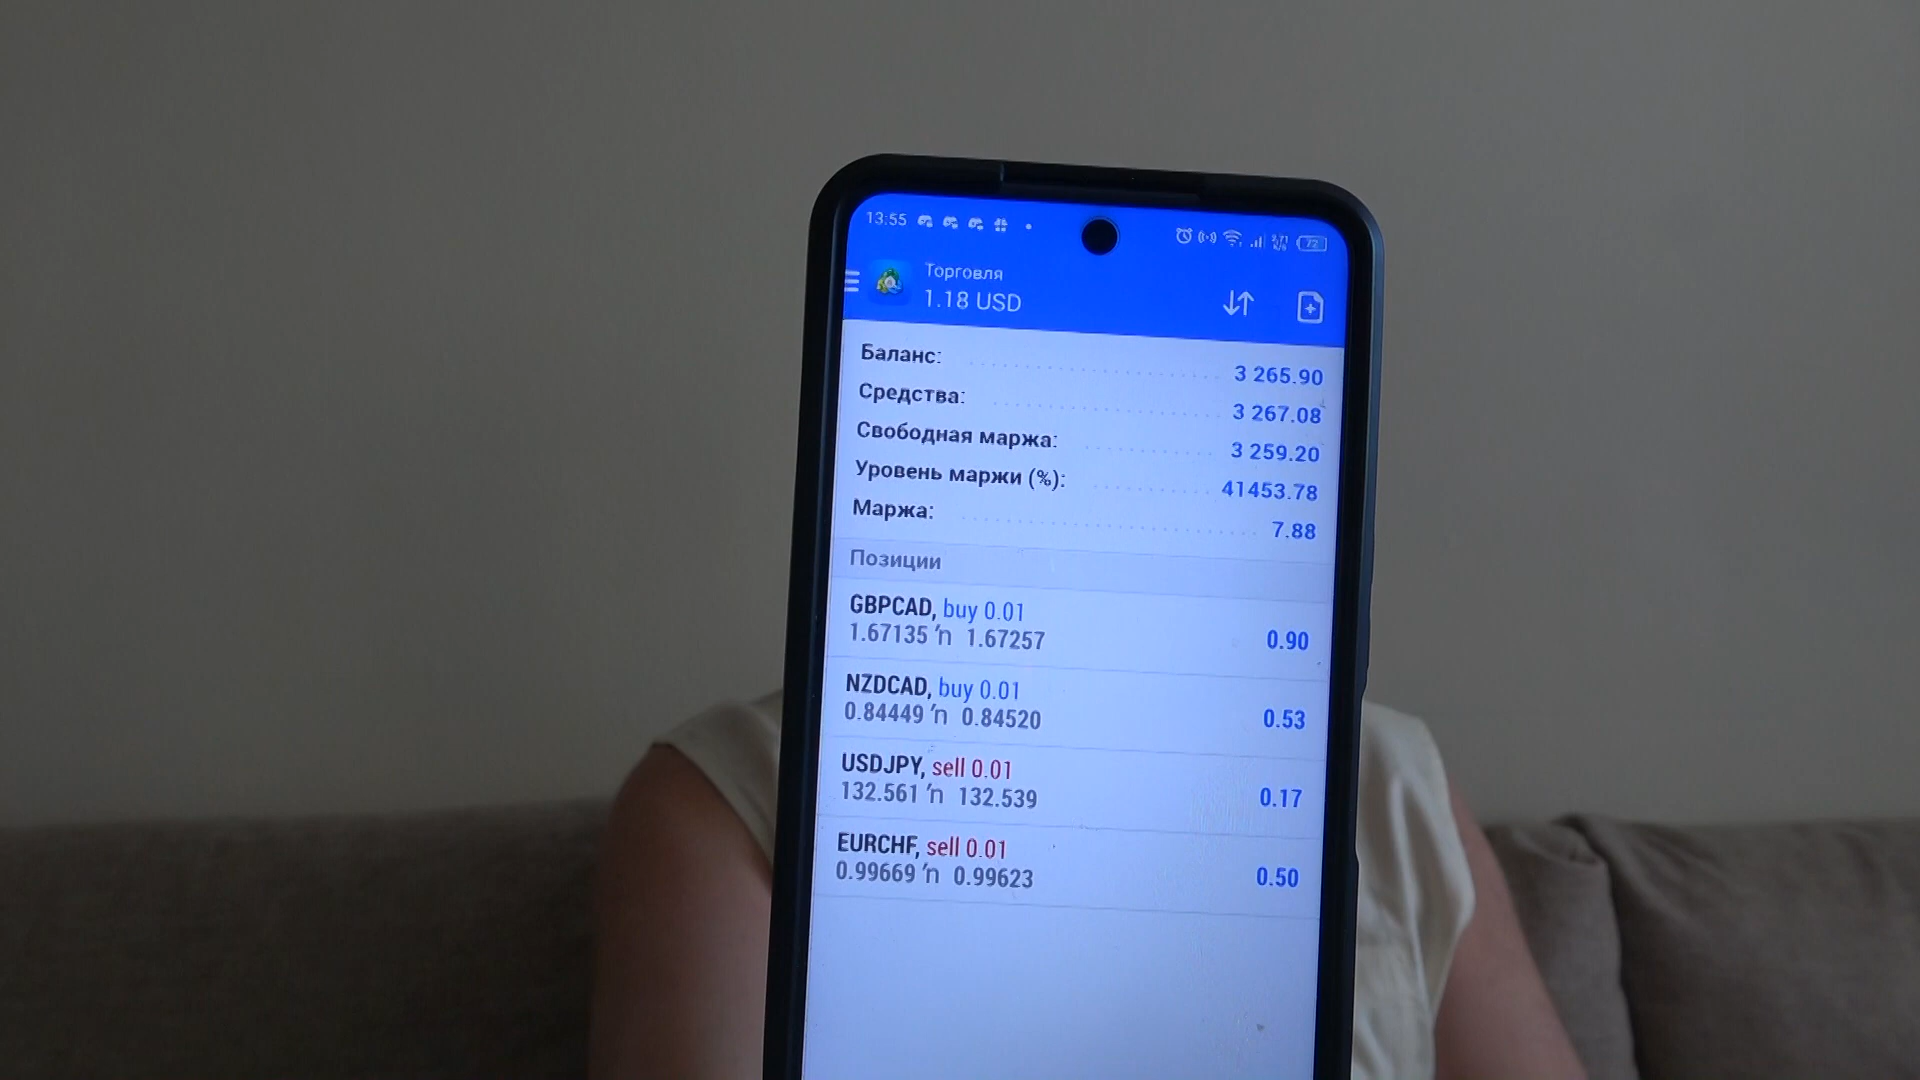 13:55
72
Торговля
1.18 USD
Баланс: 3 265.90
Средства: 3 267.08
Свободная маржа: 3 259.20
Уровень маржи (%): 41453.78
Маржа: 7.88
Позиции
GBPCAD, buy 0.01
1.67135 'n 1.67257 0.90
NZDCAD, buy 0.01
0.84449 'n 0.84520 0.53
USDJPY, sell 0.01
132.561 'n 132.539 0.17
EURCHF, sell 0.01
0.99669 'n 0.99623 0.50